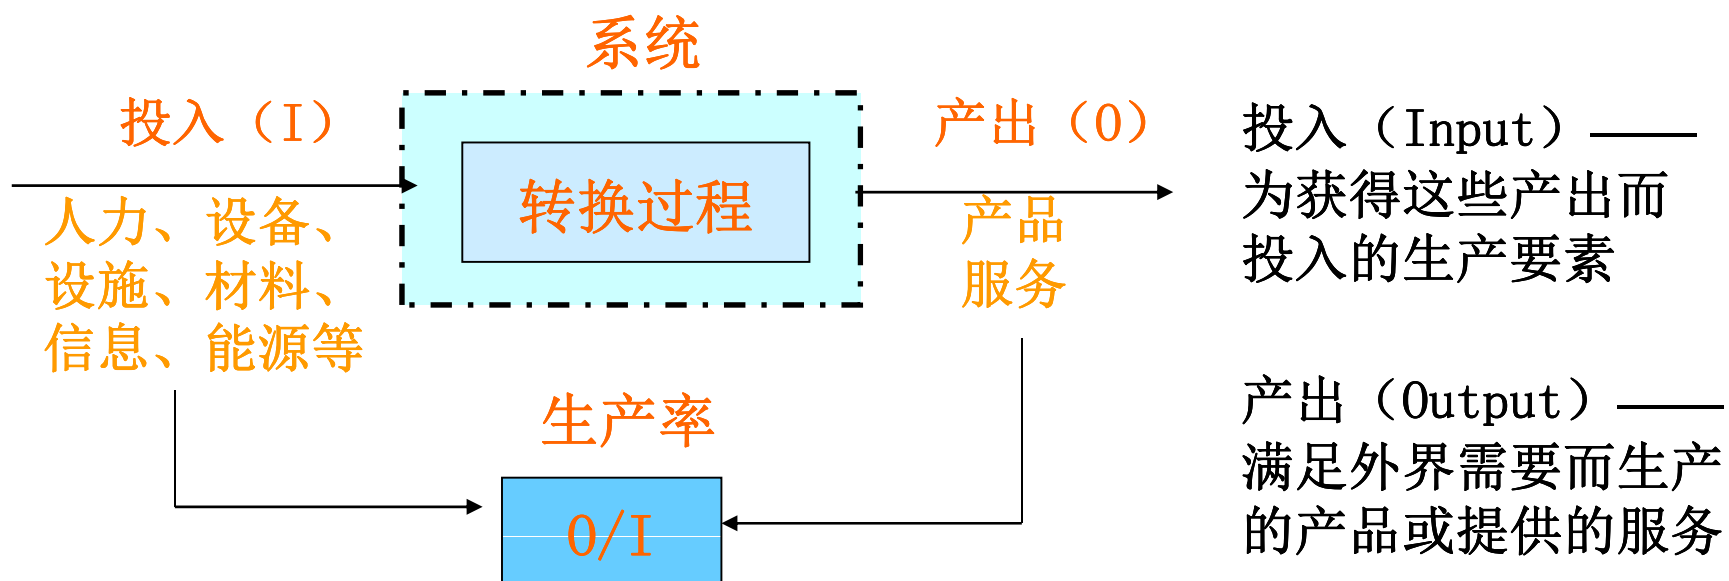 系统
投入（I）
产出（O）
转换过程
人力、设备、
设施、材料、
信息、能源等
产品
服务
生产率
O/I
投入（Input）——
为获得这些产出而
投入的生产要素
产出（Output）——
满足外界需要而生产
的产品或提供的服务